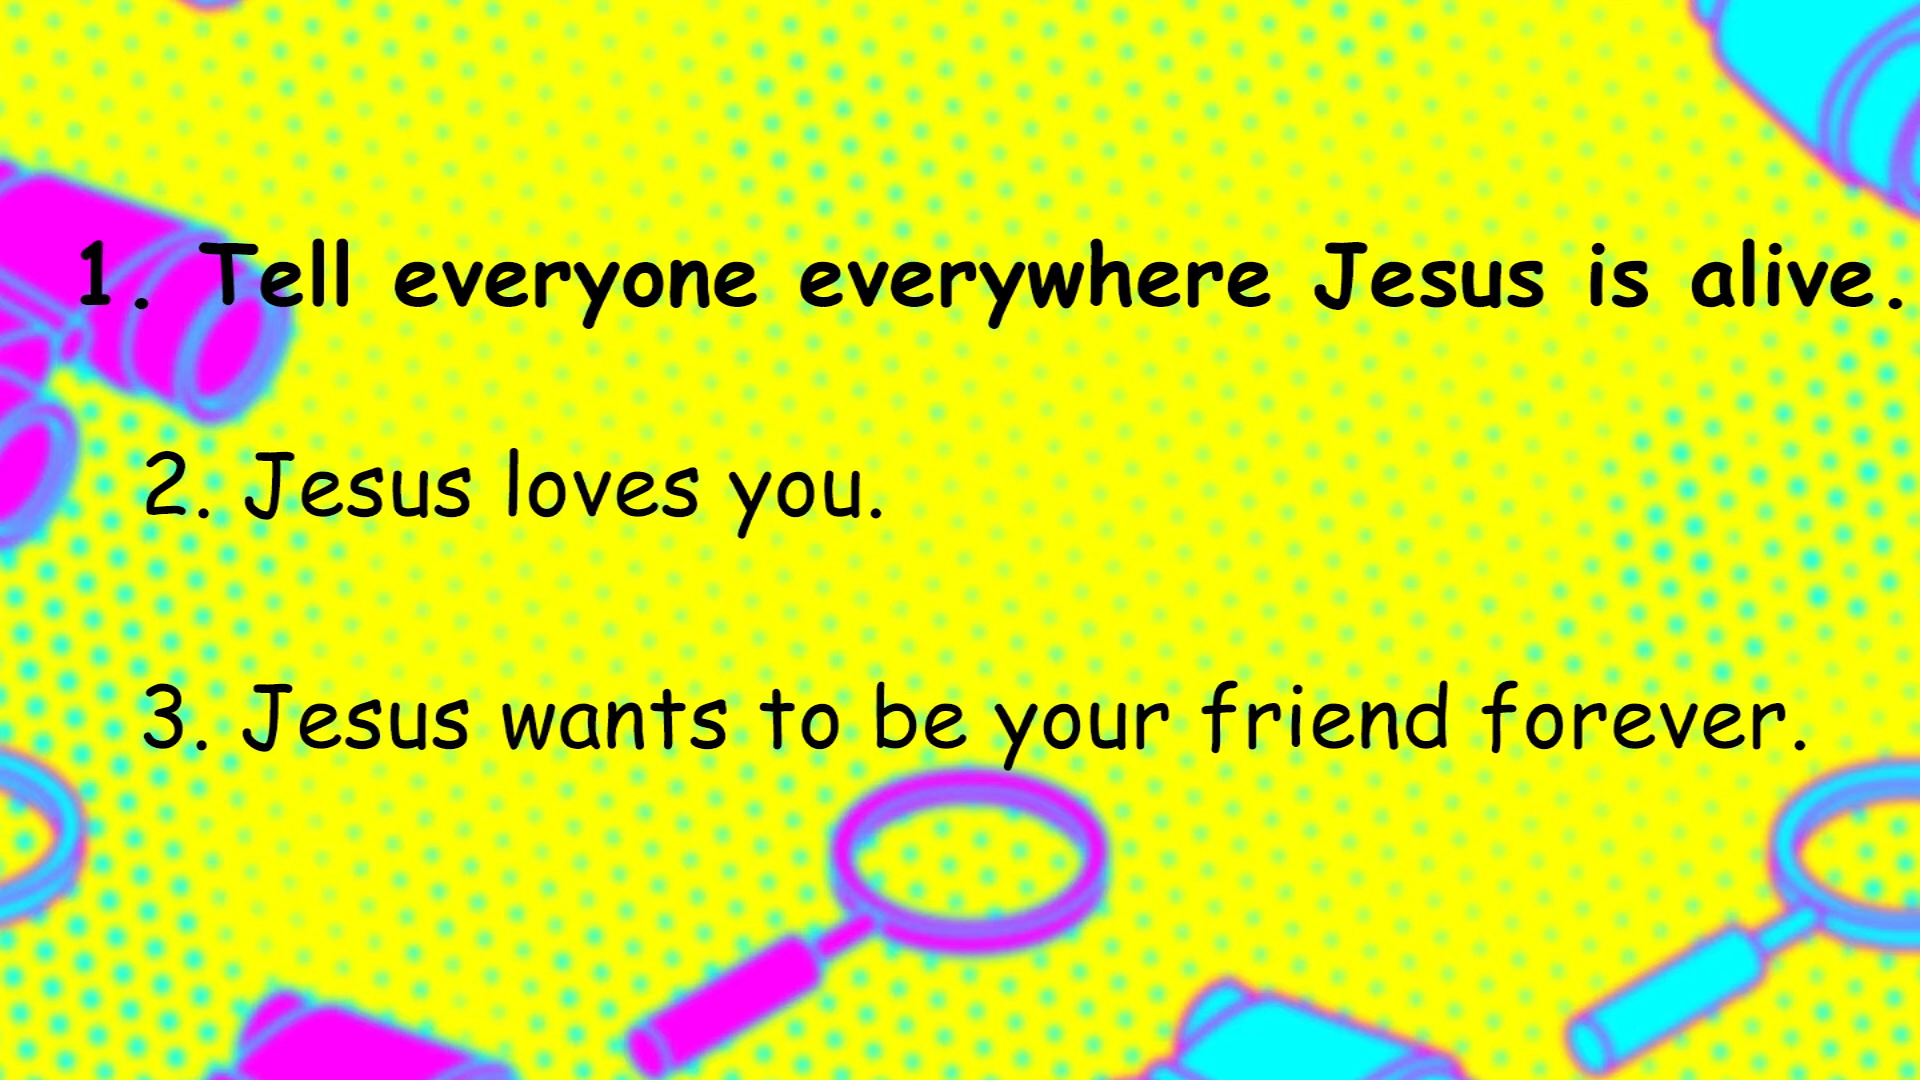 1. Tell everyone everywhere Jesus is alive.
2. Jesus loves you.
3. Jesus wants to be your friend forever.